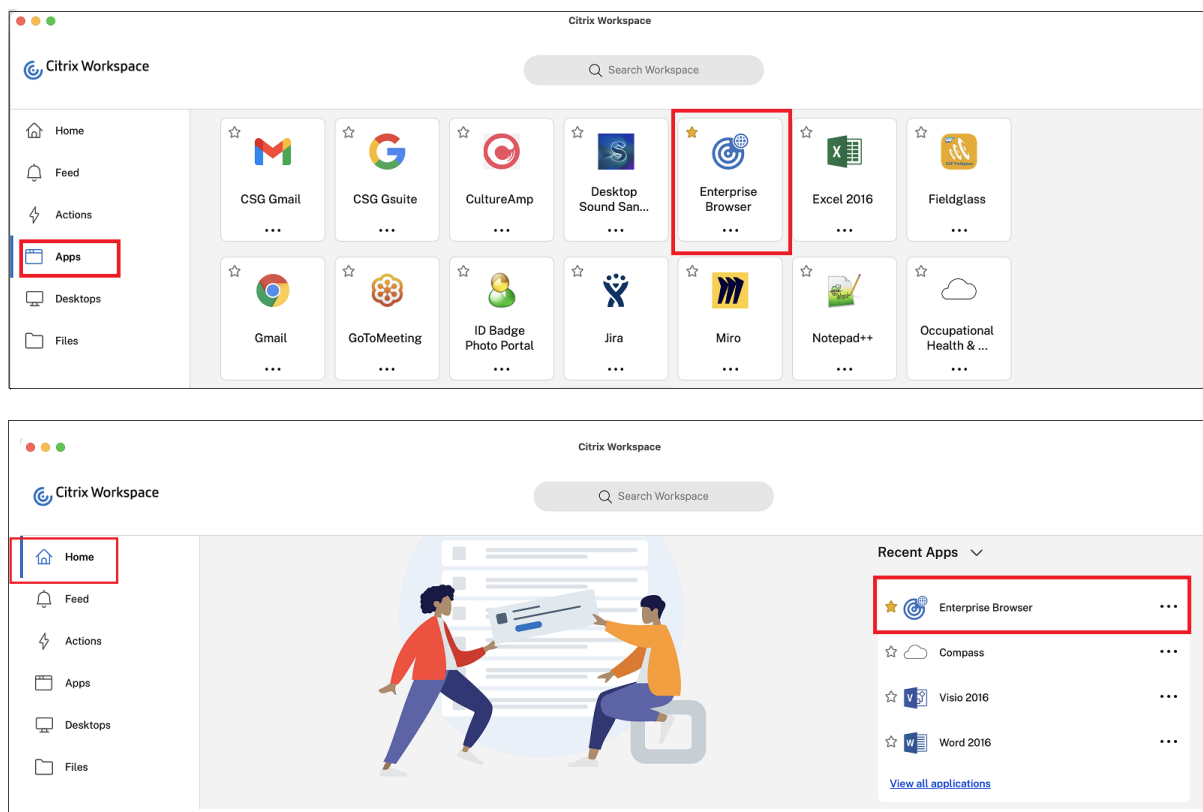 Citrix Workspace
Citrix Workspace
Search Workspace
Home
Feed
Actions
Apps
Desktops
Files
CSG Gmail
CSG Gsuite
CultureAmp
Desktop
Sound San...
Enterprise
Browser
Excel 2016
Fieldglass
Gmail
GoToMeeting
ID Badge
Photo Portal
Jira
Miro
Notepad++
Occupational
Health & ...
Citrix Workspace
Citrix Workspace
Search Workspace
Home
Feed
Actions
Apps
Desktops
Files
Recent Apps
Enterprise Browser
Compass
Visio 2016
Word 2016
View all applications